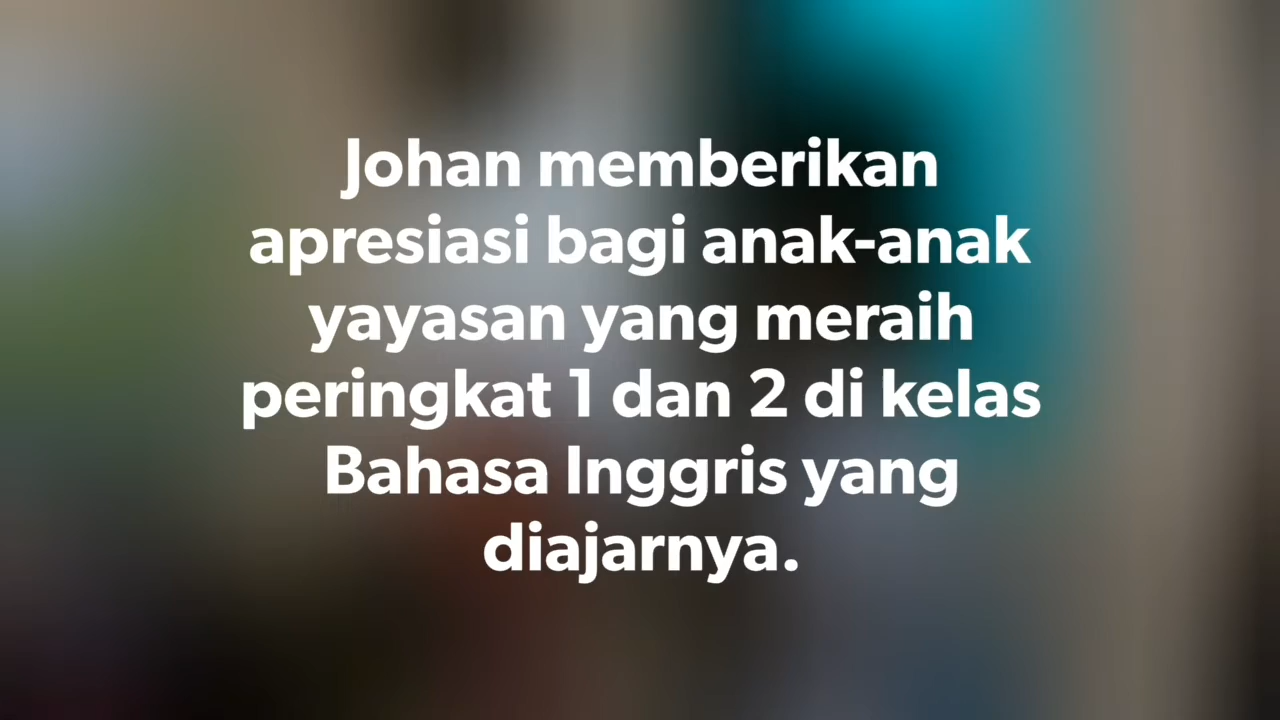 Johan memberikan
apresiasi bagi anak-anak
yayasan yang meraih
peringkat 1 dan 2 di kelas
Bahasa Inggris yang
diajarnya.